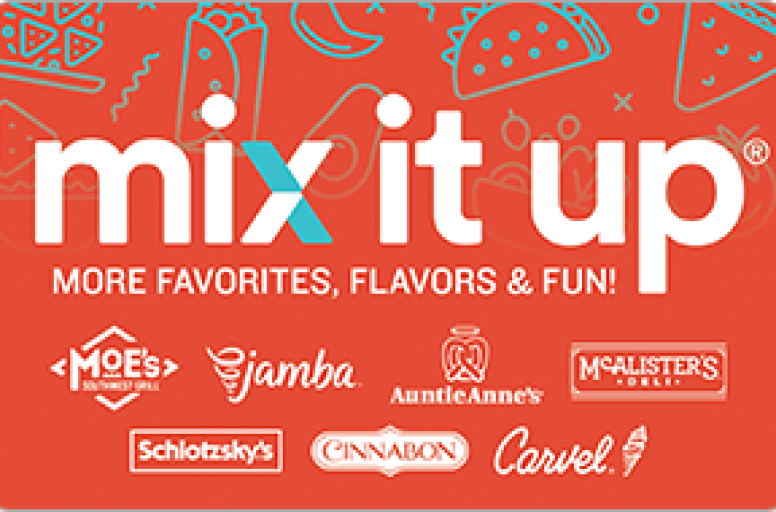 mix it up®
MORE FAVORITES, FLAVORS & FUN!
MOE's
SOUTHWEST GRILL
jamba
AuntieAnne's
McALISTER'S
DELI
Schlotzsky's
CINNABON
Carvel